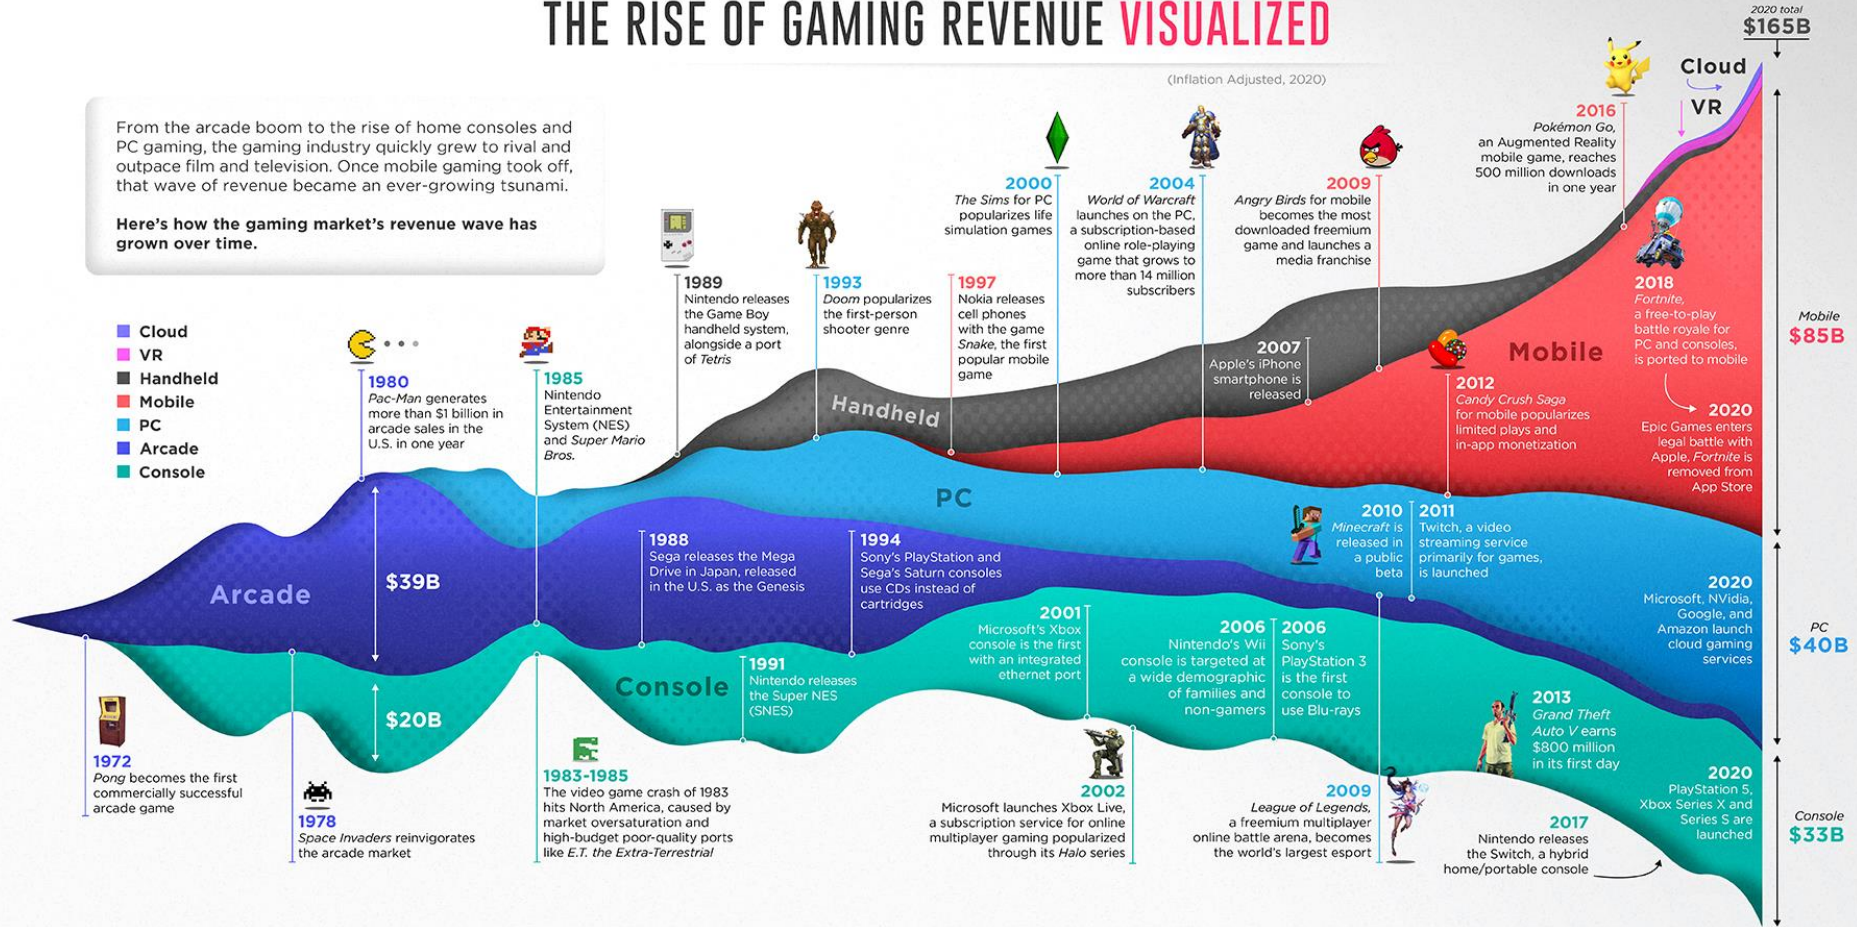 THE RISE OF GAMING REVENUE VISUALIZED
(Inflation Adjusted, 2020)
2020 total
$165B
From the arcade boom to the rise of home consoles and
PC gaming, the gaming industry quickly grew to rival and
outpace film and television. Once mobile gaming took off,
that wave of revenue became an ever-growing tsunami.
Here's how the gaming market's revenue wave has
grown over time.
Cloud
VR
Handheld
Mobile
PC
Arcade
Console
1972
Pong becomes the first
commercially successful
arcade game
1978
Space Invaders reinvigorates
the arcade market
1980
Pac-Man generates
more than $1 billion in
arcade sales in the
U.S. in one year
$39B
$20B
Arcade
1985
Nintendo
Entertainment
System (NES)
and Super Mario
Bros.
1983-1985
The video game crash of 1983
hits North America, caused by
market oversaturation and
high-budget poor-quality ports
like E.T. the Extra-Terrestrial
1988
Sega releases the Mega
Drive in Japan, released
in the U.S. as the Genesis
Console
1989
Nintendo releases
the Game Boy
handheld system,
alongside a port
of Tetris
1991
Nintendo releases
the Super NES
(SNES)
1993
Doom popularizes
the first-person
shooter genre
Handheld
1994
Sony's PlayStation and
Sega's Saturn consoles
use CDs instead of
cartridges
1997
Nokia releases
cell phones
with the game
Snake, the first
popular mobile
game
PC
2000
The Sims for PC
popularizes life
simulation games
2001
Microsoft's Xbox
console is the first
with an integrated
ethernet port
2002
Microsoft launches Xbox Live,
a subscription service for online
multiplayer gaming popularized
through its Halo series
2004
World of Warcraft
launches on the PC,
a subscription-based
online role-playing
game that grows to
more than 14 million
subscribers
2006
Nintendo's Wii
console is targeted at
a wide demographic
of families and
non-gamers
2006
Sony's
PlayStation 3
is the first
console to
use Blu-rays
2007
Apple's iPhone
smartphone is
released
2009
Angry Birds for mobile
becomes the most
downloaded freemium
game and launches a
media franchise
2009
League of Legends,
a freemium multiplayer
online battle arena, becomes
the world's largest esport
2010
Minecraft is
released in
a public
beta
2011
Twitch, a video
streaming service
primarily for games,
is launched
2012
Candy Crush Saga
for mobile popularizes
limited plays and
in-app monetization
Mobile
2013
Grand Theft
Auto V earns
$800 million
in its first day
2016
Pokémon Go,
an Augmented Reality
mobile game, reaches
500 million downloads
in one year
2017
Nintendo releases
the Switch, a hybrid
home/portable console
Cloud
VR
2018
Fortnite,
a free-to-play
battle royale for
PC and consoles,
is ported to mobile
2020
Epic Games enters
legal battle with
Apple, Fortnite is
removed from
App Store
2020
Microsoft, NVidia,
Google, and
Amazon launch
cloud gaming
services
2020
PlayStation 5,
Xbox Series X and
Series S are
launched
Mobile
$85B
PC
$40B
Console
$33B